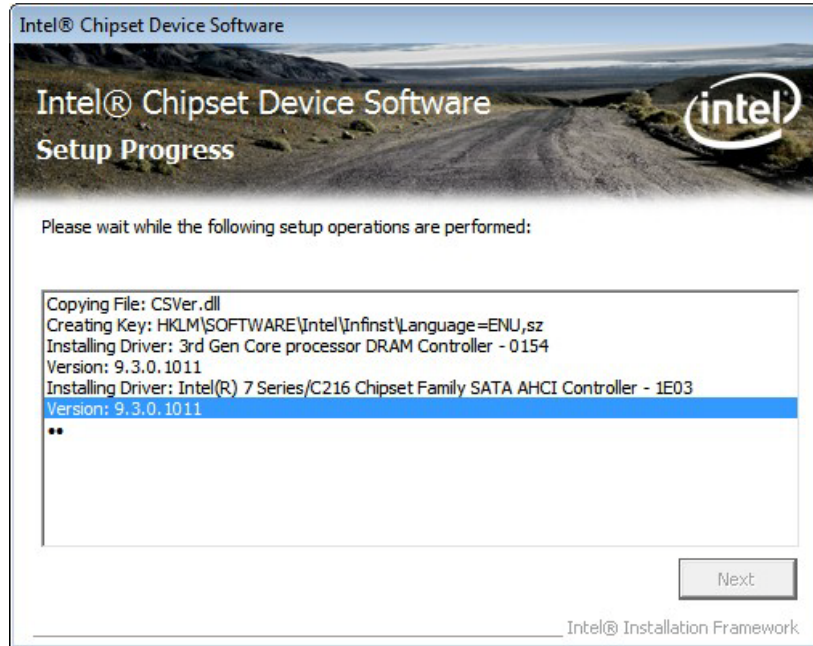 Intel® Chipset Device Software
Intel® Chipset Device Software
intel
Setup Progress
Please wait while the following setup operations are performed:
Copying File: CSVer.dll
Creating Key: HKLM\SOFTWARE\Intel\Infinst\Language=ENU,sz
Installing Driver: 3rd Gen Core processor DRAM Controller - 0154
Version: 9.3.0.1011
Installing Driver: Intel(R) 7 Series/C216 Chipset Family SATA AHCI Controller - 1E03
Version: 9.3.0.1011
••
Next
Intel® Installation Framework